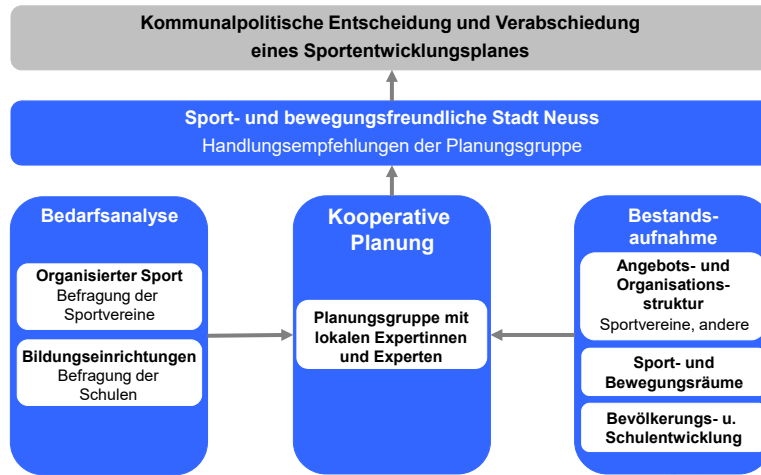 Kommunalpolitische Entscheidung und Verabschiedung
eines Sportentwicklungsplanes
Sport- und bewegungsfreundliche Stadt Neuss
Handlungsempfehlungen der Planungsgruppe
Bedarfsanalyse
Organisierter Sport
Befragung der
Sportvereine
Bildungseinrichtungen
Befragung der
Schulen
Kooperative
Planung
Planungsgruppe mit
lokalen Expertinnen
und Experten
Bestands-
aufnahme
Angebots- und
Organisations-
struktur
Sportvereine, andere
Sport- und
Bewegungsräume
Bevölkerungs- u.
Schulentwicklung